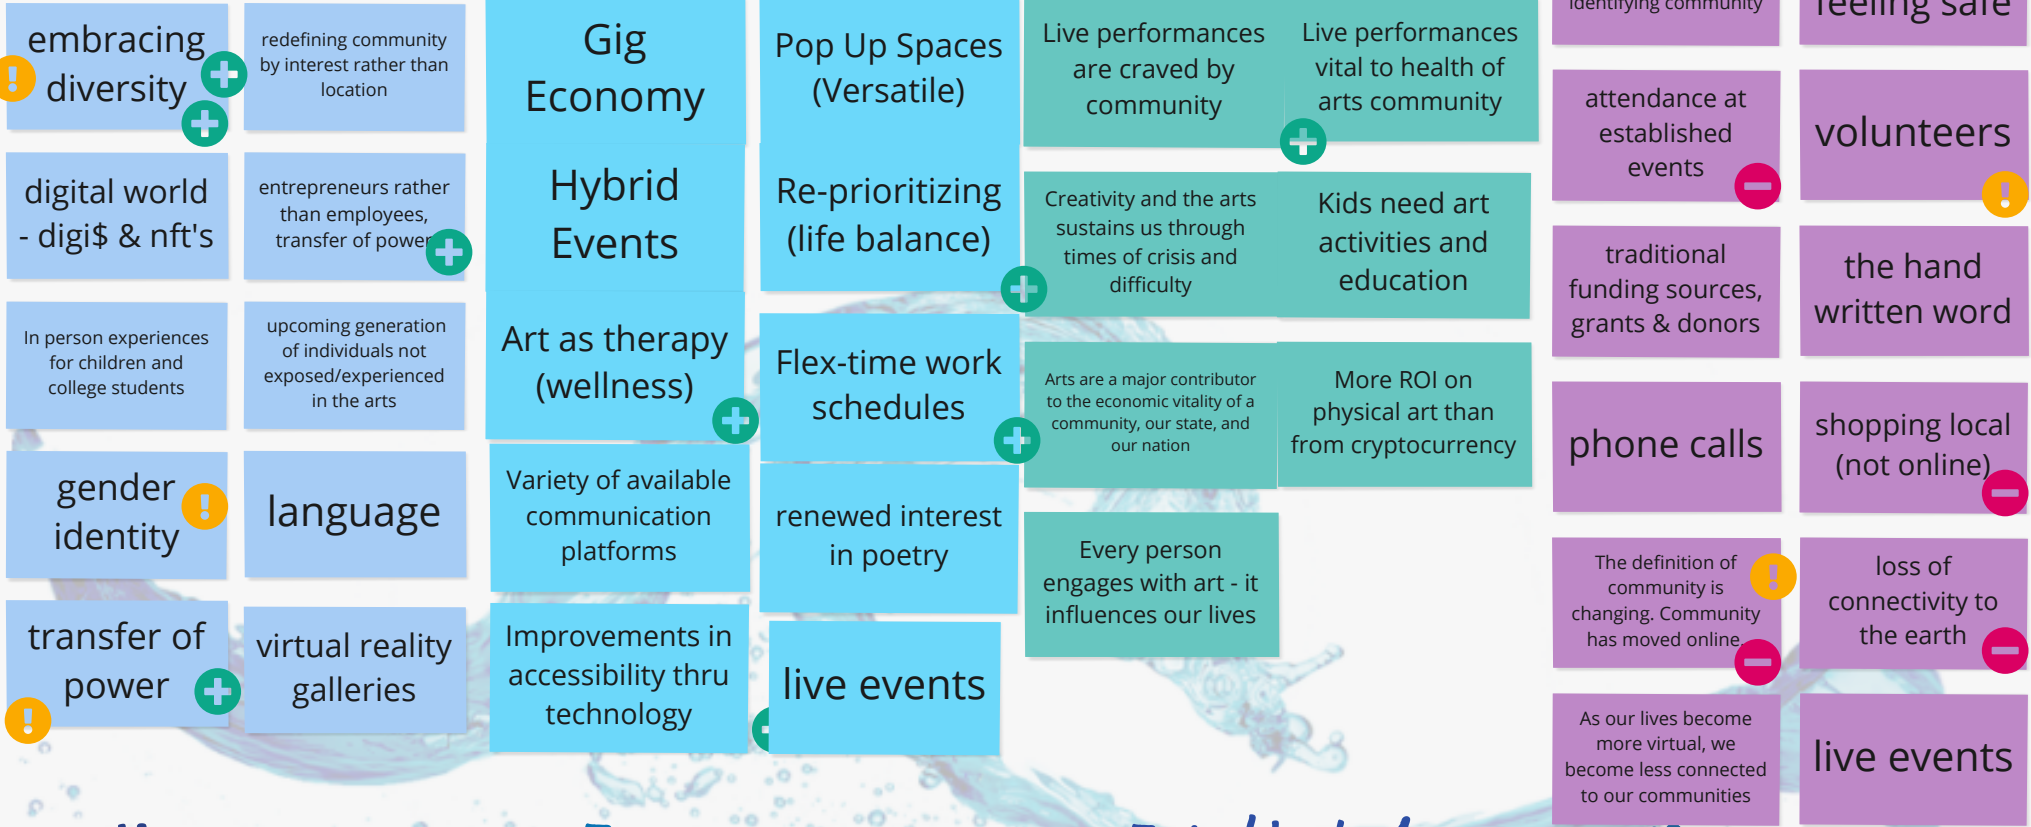 embracing
diversity
redefining community
by interest rather than
location
digital world
- digi$ & nft's
entrepreneurs rather
than employees,
transfer of power
In person experiences
for children and
college students
upcoming generation
of individuals not
exposed/experienced
in the arts
gender
identity
language
transfer of
power
virtual reality
galleries
Gig
Economy
Pop Up Spaces
(Versatile)
Hybrid
Events
Re-prioritizing
(life balance)
Art as therapy
(wellness)
Flex-time work
schedules
Variety of available
communication
platforms
renewed interest
in poetry
Improvements in
accessibility thru
technology
live events
Live performances
are craved by
community
Live performances
vital to health of
arts community
Creativity and the arts
sustains us through
times of crisis and
difficulty
Kids need art
activities and
education
Arts are a major contributor
to the economic vitality of a
community, our state, and
our nation
More ROI on
physical art than
from cryptocurrency
Every person
engages with art - it
influences our lives
identifying community
feeling safe
attendance at
established
events
volunteers
traditional
funding sources,
grants & donors
the hand
written word
phone calls
shopping local
(not online)
The definition of
community is
changing. Community
has moved online.
loss of
connectivity to
the earth
As our lives become
more virtual, we
become less connected
to our communities
live events